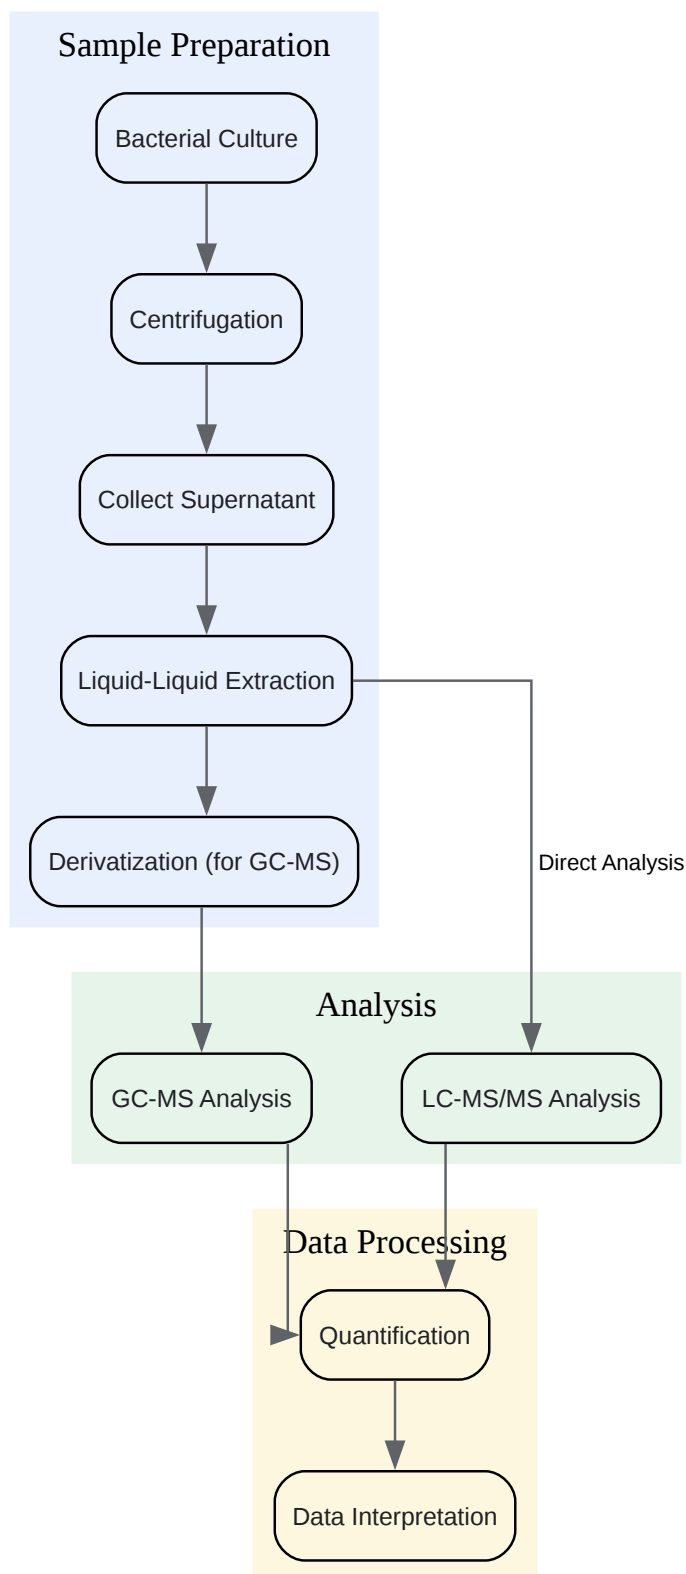 Sample Preparation
Bacterial Culture
Centrifugation
Collect Supernatant
Liquid-Liquid Extraction
Derivatization (for GC-MS)
Direct Analysis
Analysis
GC-MS Analysis
LC-MS/MS Analysis
Data Processing
Quantification
Data Interpretation